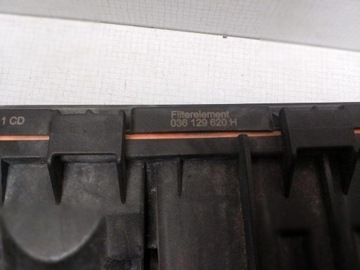 1 CD
Filterelement
036 129 620 H